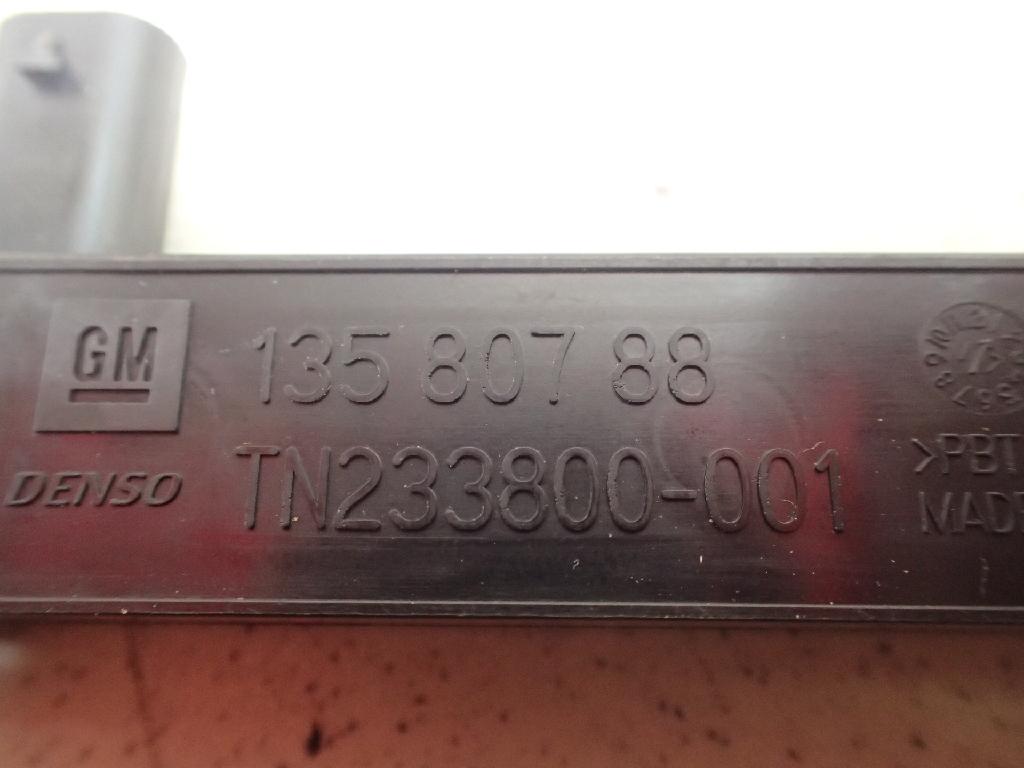 GM
135 807 88
DENSO
TN233800-001
>PBT
MADE